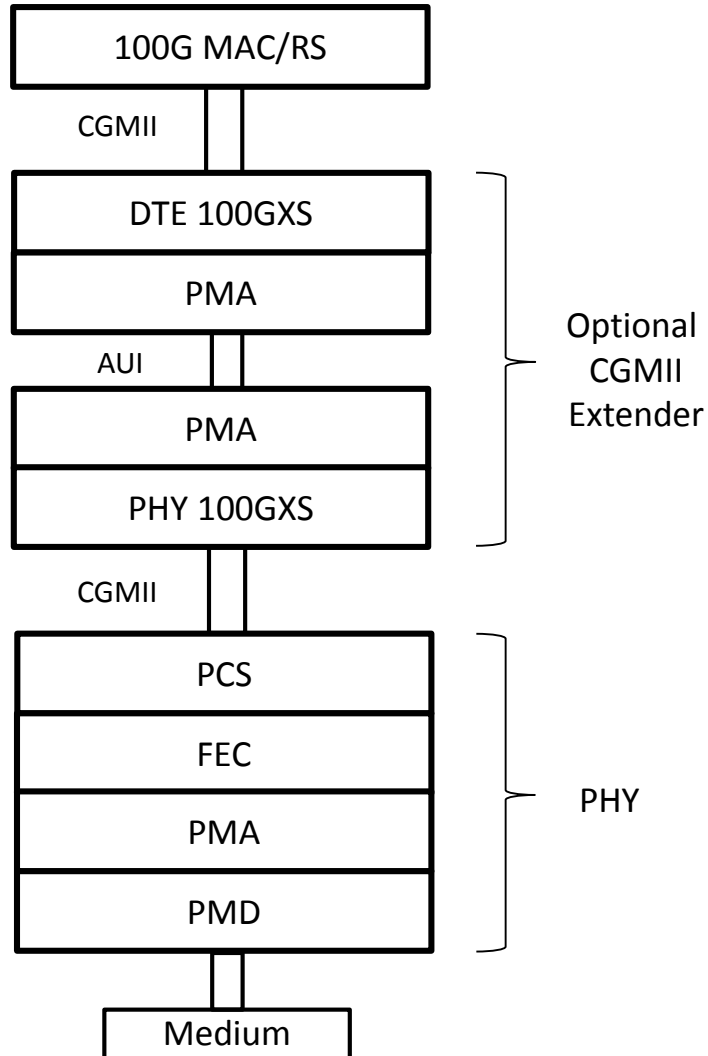 100G MAC/RS
CGMII
DTE 100GXS
PMA
AUI
PMA
PHY 100GXS
Optional
CGMII
Extender
CGMII
PCS
FEC
PMA
PMD
PHY
Medium